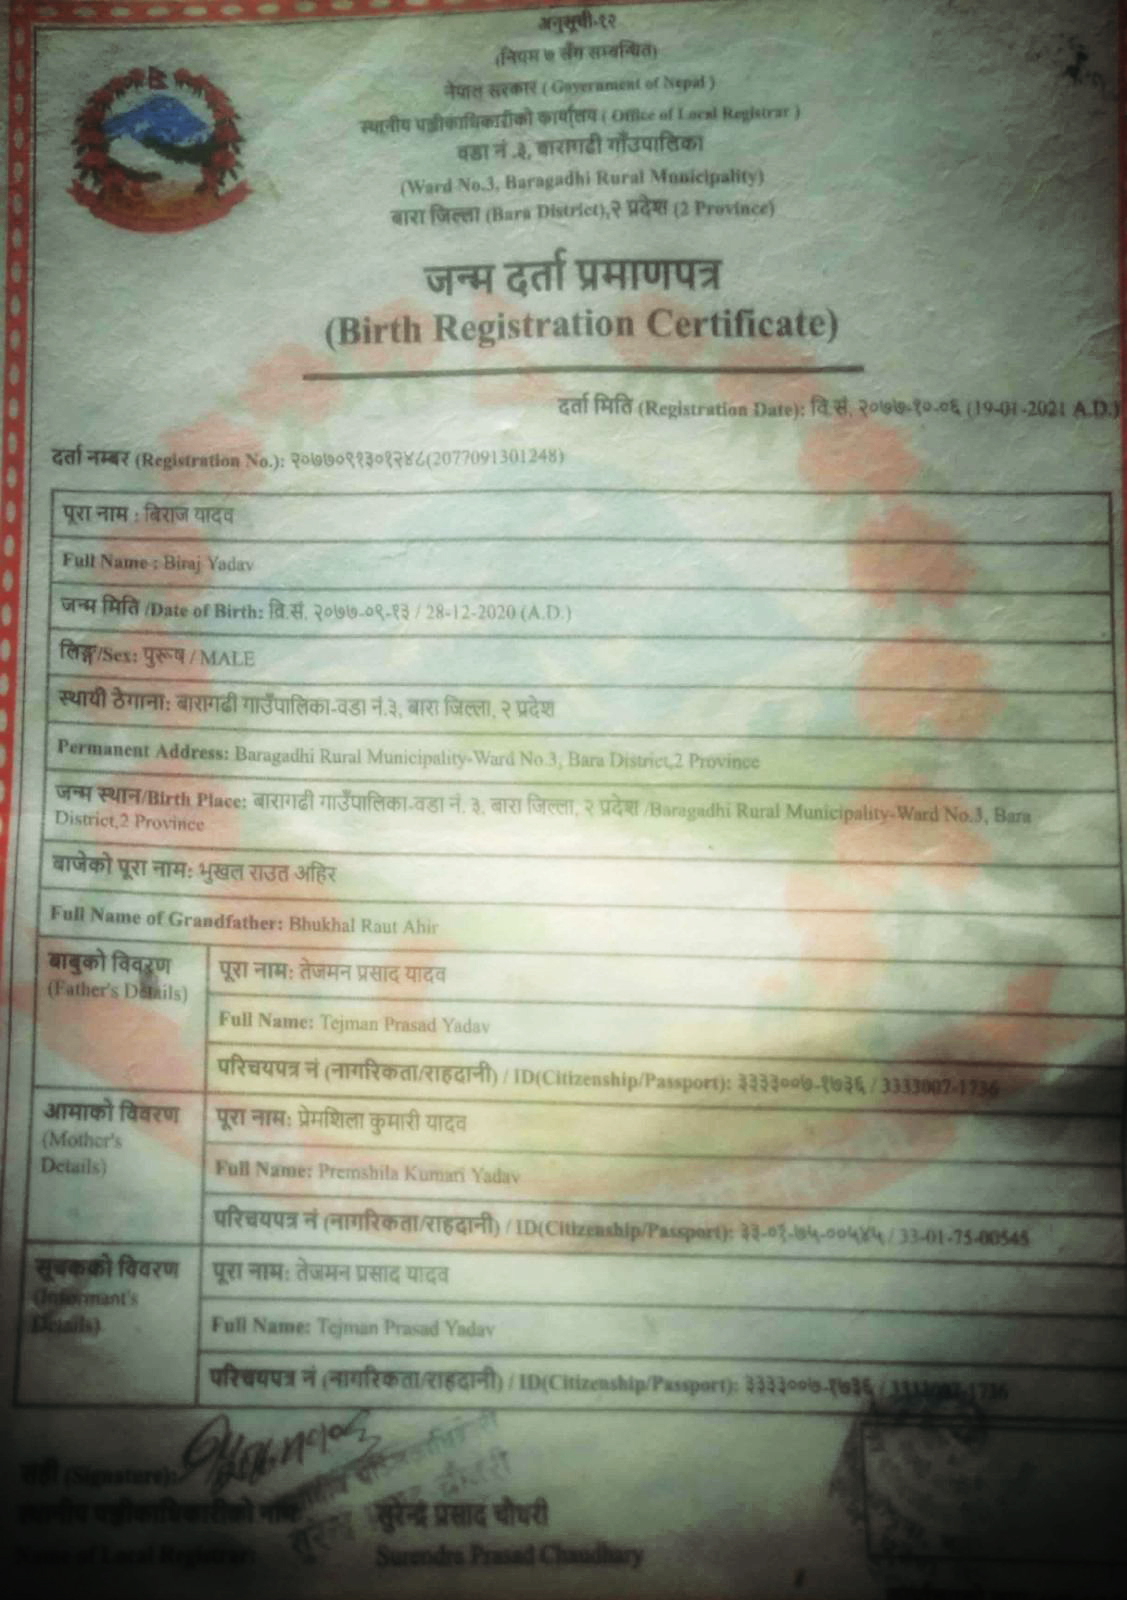 अनुसूची-१२
(नियम ७ सँग सम्बन्धित)
नेपाल सरकार ( Government of Nepal )
स्थानीय पञ्जीकाधिकारीको कार्यालय ( Office of Local Registrar )
वडा नं .३, बारागढी गाउँपालिका
(Ward No.3, Baragadhi Rural Municipality)
बारा जिल्ला (Bara District),२ प्रदेश (2 Province)
जन्म दर्ता प्रमाणपत्र
(Birth Registration Certificate)
दर्ता मिति (Registration Date): वि.सं. २०७७-१०-०६ (19-01-2021 A.D.)
दर्ता नम्बर (Registration No.): २०७७०९१३०१२४८(2077091301248)
पूरा नाम : बिराज यादव
Full Name : Biraj Yadav
जन्म मिति /Date of Birth: वि.सं. २०७७-०९-१३ / 28-12-2020 (A.D.)
लिङ्ग/Sex: पुरूष / MALE
स्थायी ठेगाना: बारागढी गाउँपालिका-वडा नं.३, बारा जिल्ला, २ प्रदेश
Permanent Address: Baragadhi Rural Municipality-Ward No.3, Bara District,2 Province
जन्म स्थान/Birth Place: बारागढी गाउँपालिका-वडा नं. ३, बारा जिल्ला, २ प्रदेश /Baragadhi Rural Municipality-Ward No.3, Bara
District,2 Province
बाजेको पूरा नाम: भुखल राउत अहिर
Full Name of Grandfather: Bhukhal Raut Ahir
बाबुको विवरण
(Father's Details)
पूरा नाम: तेजमन प्रसाद यादव
Full Name: Tejman Prasad Yadav
परिचयपत्र नं (नागरिकता/राहदानी) / ID(Citizenship/Passport): ३३३३००७-१७३६ / 3333007-1736
आमाको विवरण
(Mother's
Details)
पूरा नाम: प्रेमशिला कुमारी यादव
Full Name: Premshila Kumari Yadav
परिचयपत्र नं (नागरिकता/राहदानी) / ID(Citizenship/Passport): ३३-०१-७५-००५४५ / 33-01-75-00545
सूचकको विवरण
(Informant's
Details)
पूरा नाम: तेजमन प्रसाद यादव
Full Name: Tejman Prasad Yadav
परिचयपत्र नं (नागरिकता/राहदानी) / ID(Citizenship/Passport): ३३३३००७-१७३६ / 3333007-1736
सही (Signature):
स्थानीय पञ्जीकाधिकारीको नाम: सुरेन्द्र प्रसाद चौधरी
Name of Local Registrar: Surendra Prasad Chaudhary